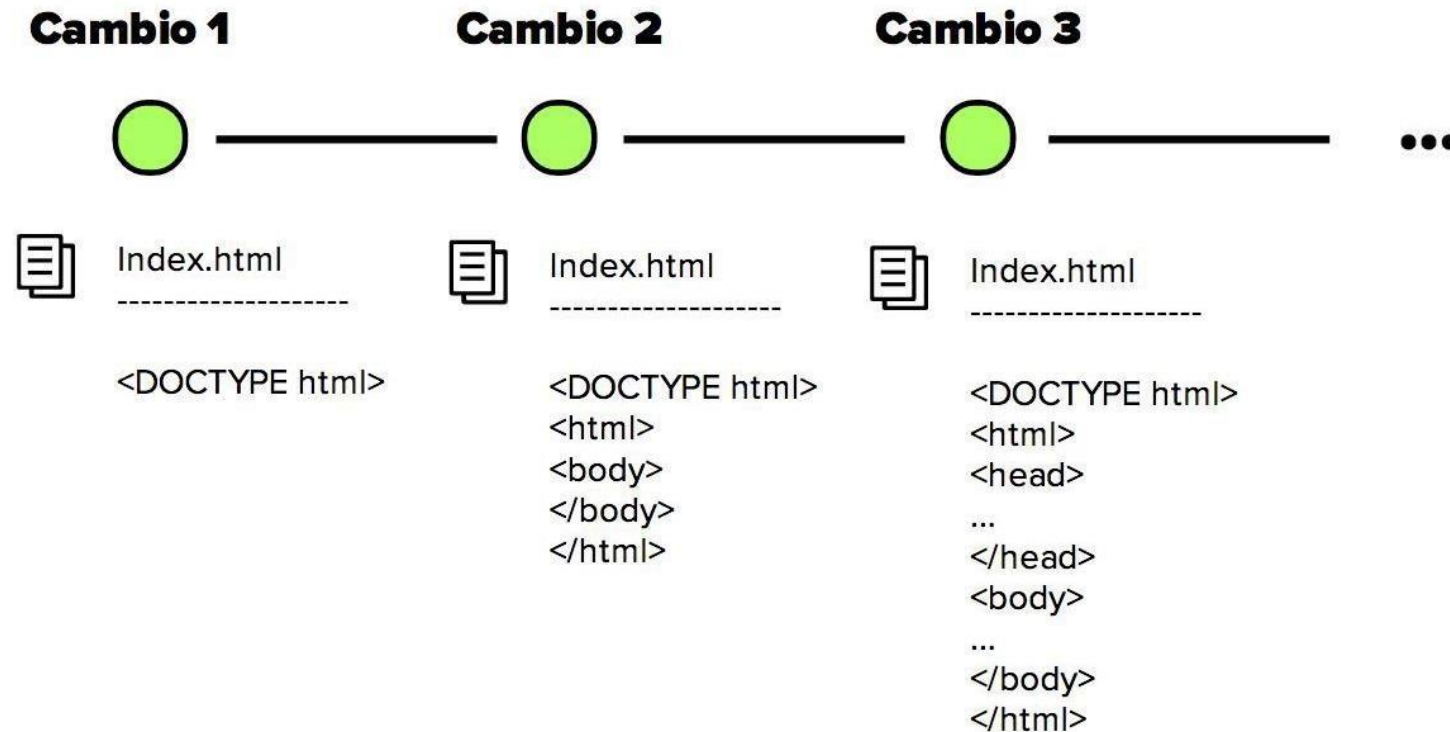 Cambio 1
Cambio 2
Cambio 3
...
Index.html
--------------------
<DOCTYPE html>
Index.html
--------------------
<DOCTYPE html>
<html>
<body>
</body>
</html>
Index.html
--------------------
<DOCTYPE html>
<html>
<head>
...
</head>
<body>
...
</body>
</html>